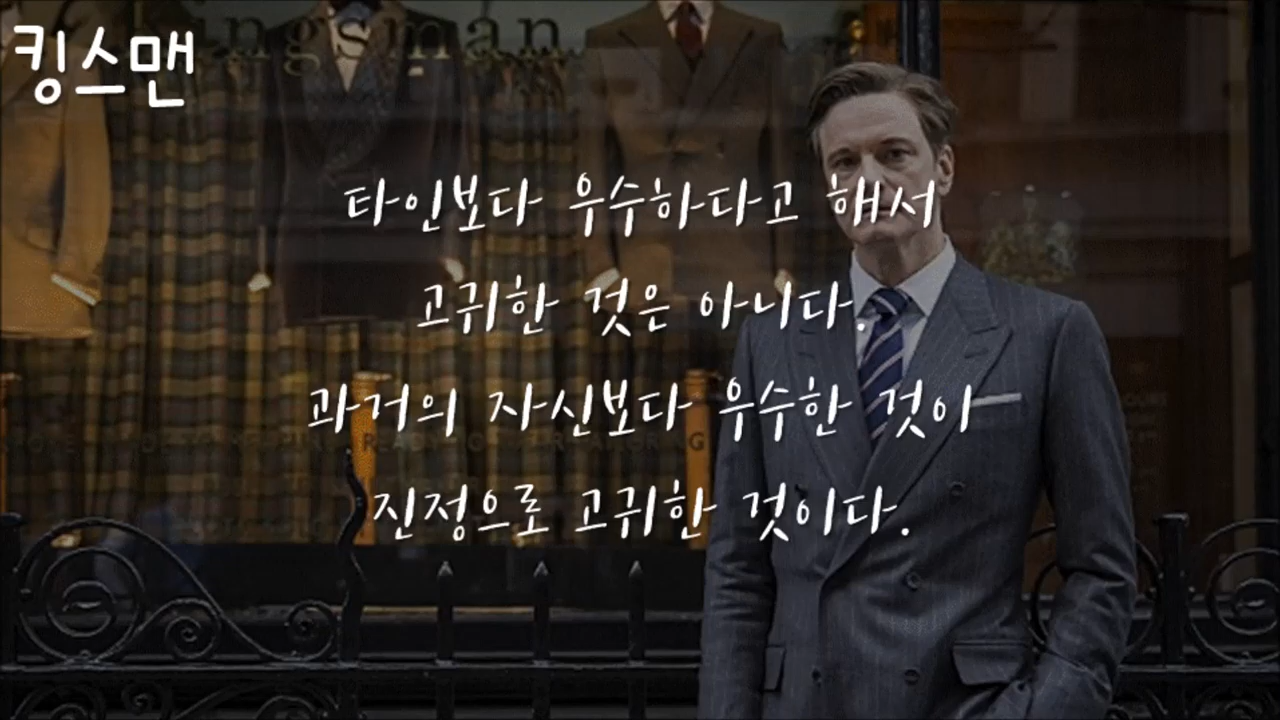 킹스맨
kingsman
타인보다 우수하다고 해서
고귀한 것은 아니다.
과거의 자신보다 우수한 것이
진정으로 고귀한 것이다.